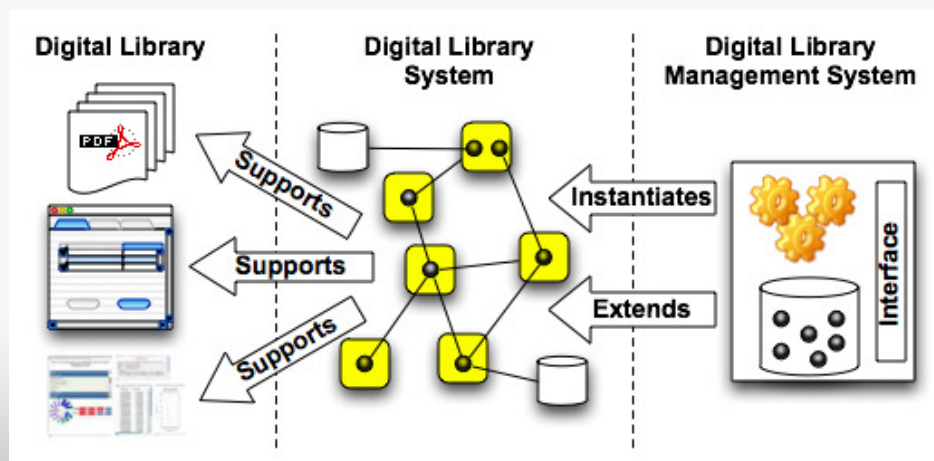 Digital Library
Digital Library
System
Digital Library
Management System
PDF
Supports
Supports
Supports
Instantiates
Extends
Interface